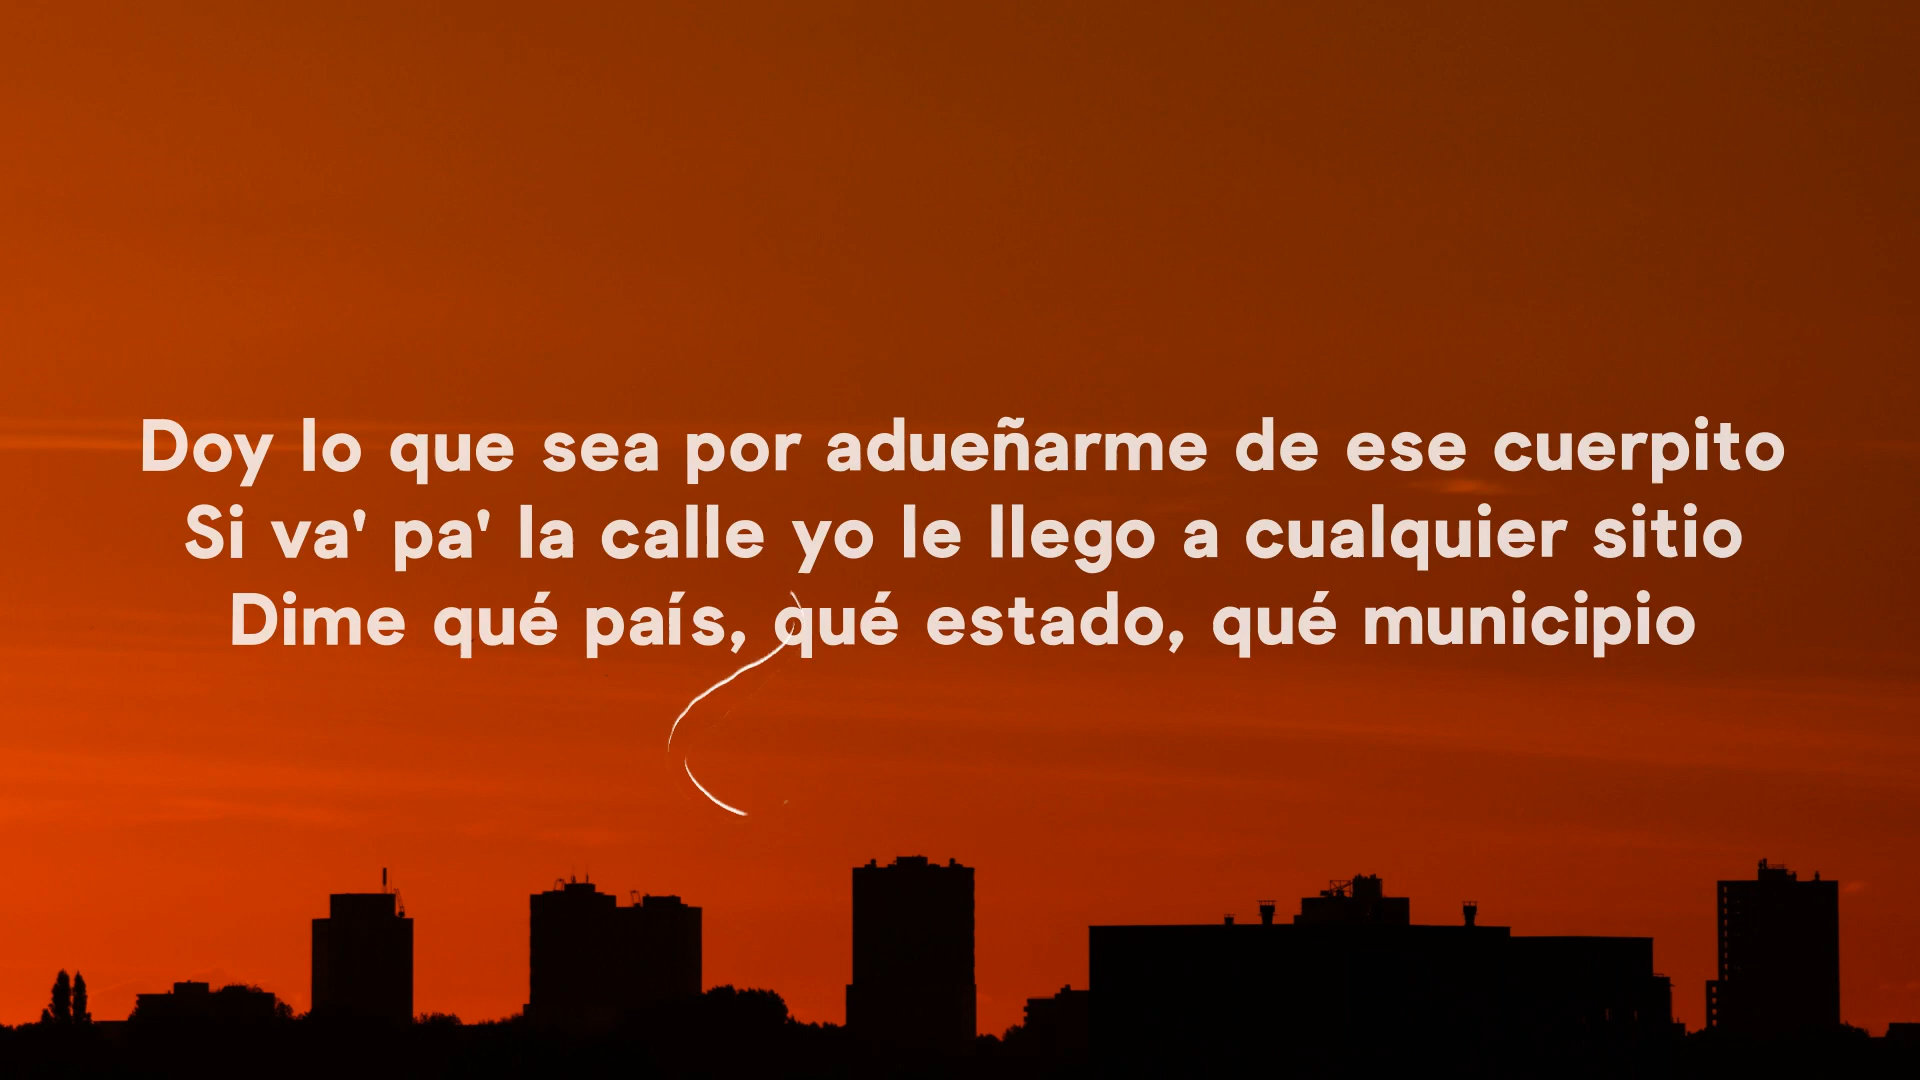 Doy lo que sea por adueñarme de ese cuerpito
Si va' pa' la calle yo le llego a cualquier sitio
Dime qué país, qué estado, qué municipio